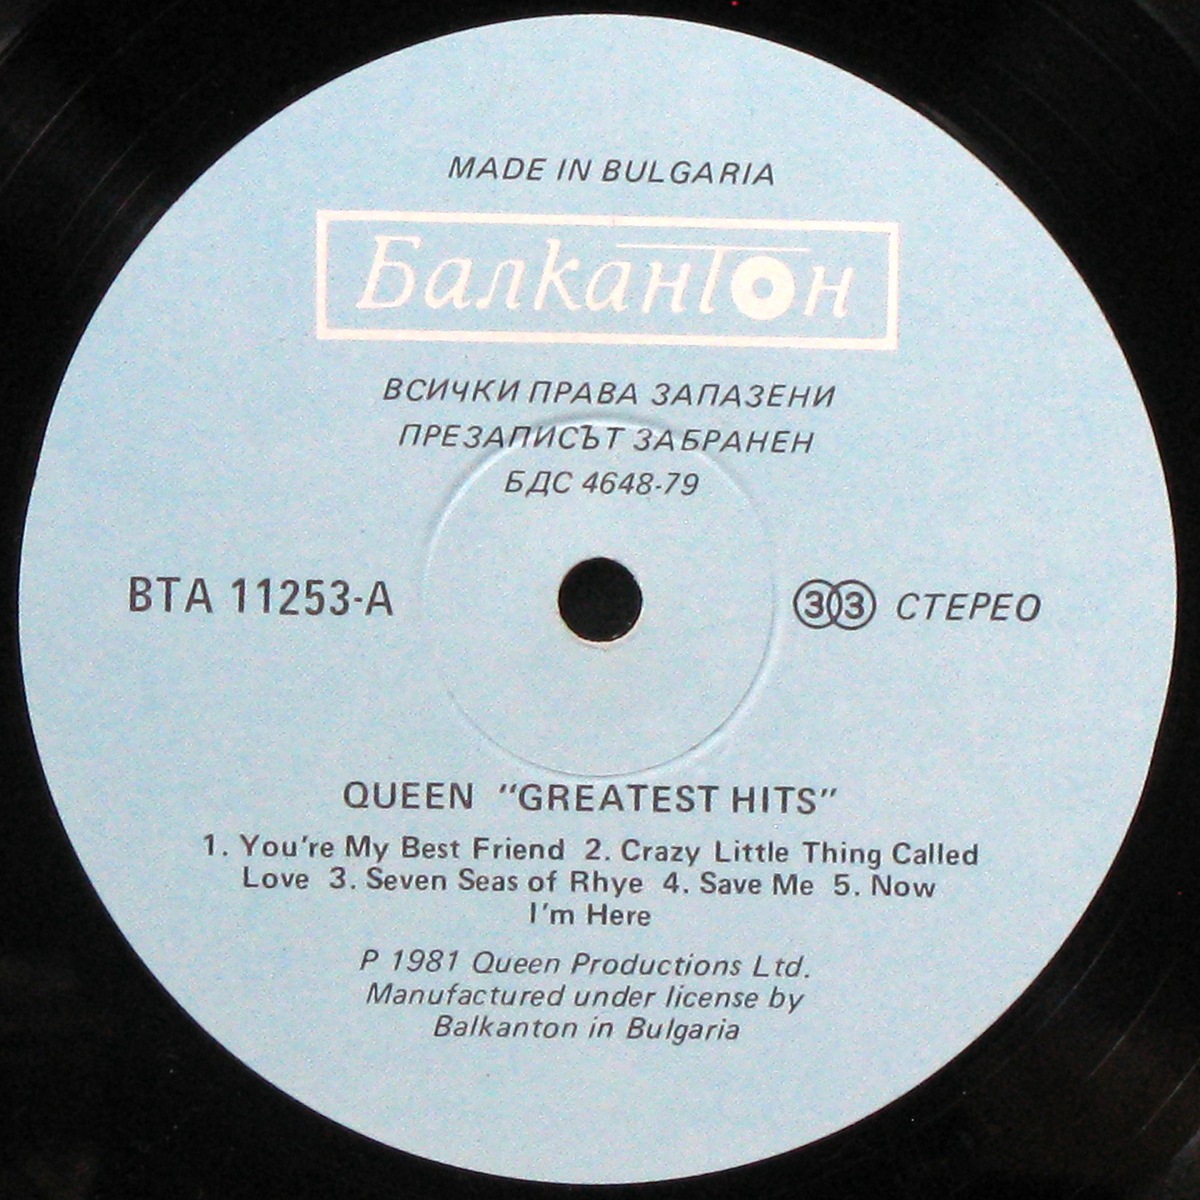 MADE IN BULGARIA
Балкантон
ВСИЧКИ ПРАВА ЗАПАЗЕНИ
ПРЕЗАПИСЪТ ЗАБРАНЕН
БДС 4648-79
ВТА 11253-А
33 СТЕРЕО
QUEEN "GREATEST HITS"
1. You're My Best Friend 2. Crazy Little Thing Called
Love 3. Seven Seas of Rhye 4. Save Me 5. Now
I'm Here
P 1981 Queen Productions Ltd.
Manufactured under license by
Balkanton in Bulgaria